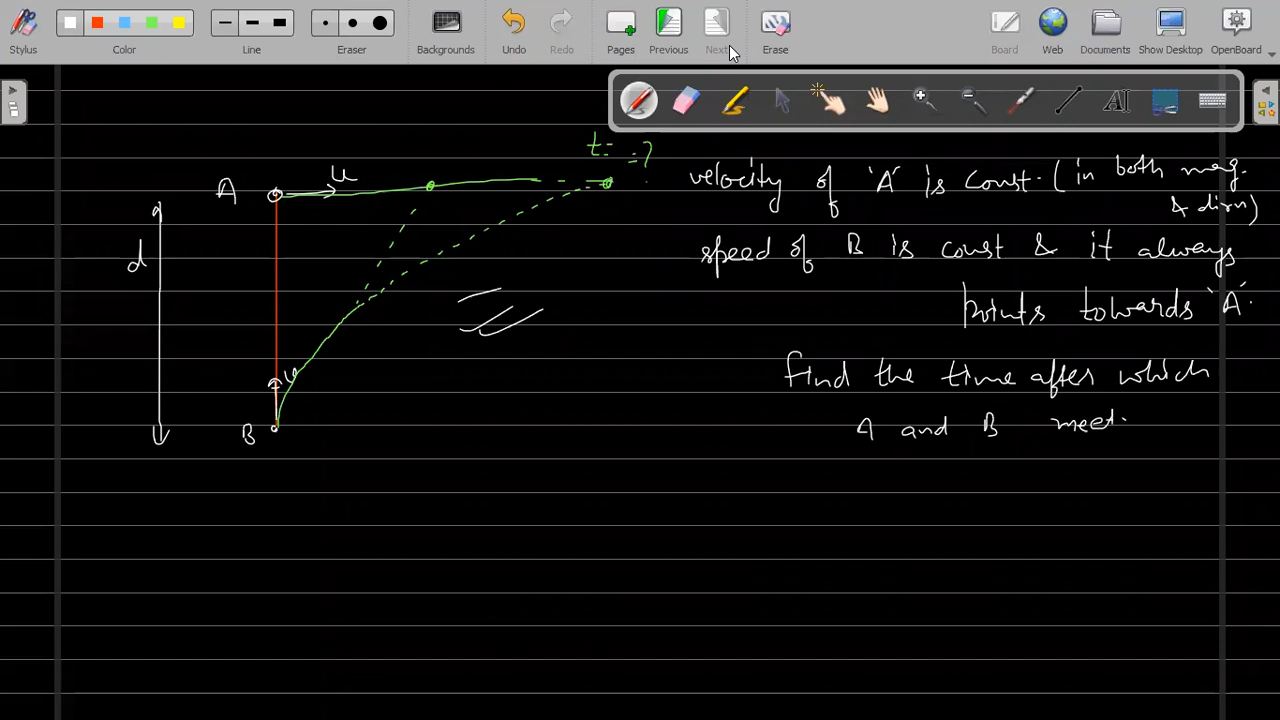 Stylus
Color
Line
Eraser
Backgrounds
Undo
Redo
Pages
Previous
Next
Erase
Board
Web
Documents
Show Desktop
OpenBoard
t = = ?
A
u
d
v
B
velocity of 'A' is const. (in both mag.
& dirn)
speed of B is const & it always
points towards 'A'.
find the time after which
A and B meet.